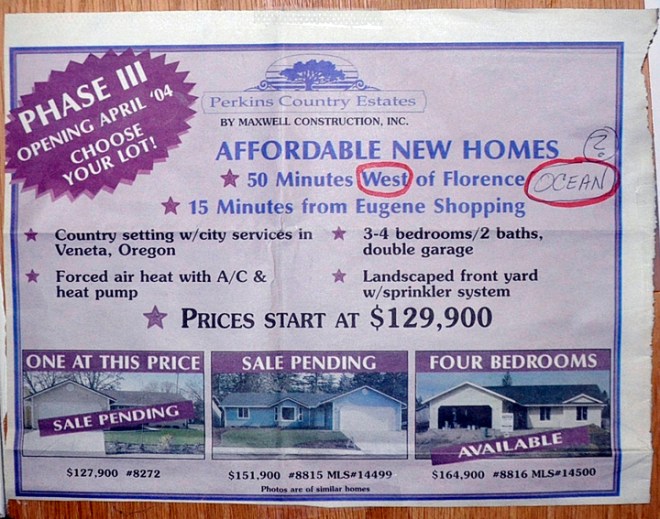 PHASE III
OPENING APRIL '04
CHOOSE
YOUR LOT!
Perkins Country Estates
BY MAXWELL CONSTRUCTION, INC.
AFFORDABLE NEW HOMES
?
50 Minutes West of Florence OCEAN
15 Minutes from Eugene Shopping
Country setting w/city services in
Veneta, Oregon
Forced air heat with A/C &
heat pump
3-4 bedrooms/2 baths,
double garage
Landscaped front yard
w/sprinkler system
PRICES START AT $129,900
ONE AT THIS PRICE
SALE PENDING
$127,900 #8272
SALE PENDING
$151,900 #8815 MLS#14499
FOUR BEDROOMS
AVAILABLE
$164,900 #8816 MLS#14500
Photos are of similar homes